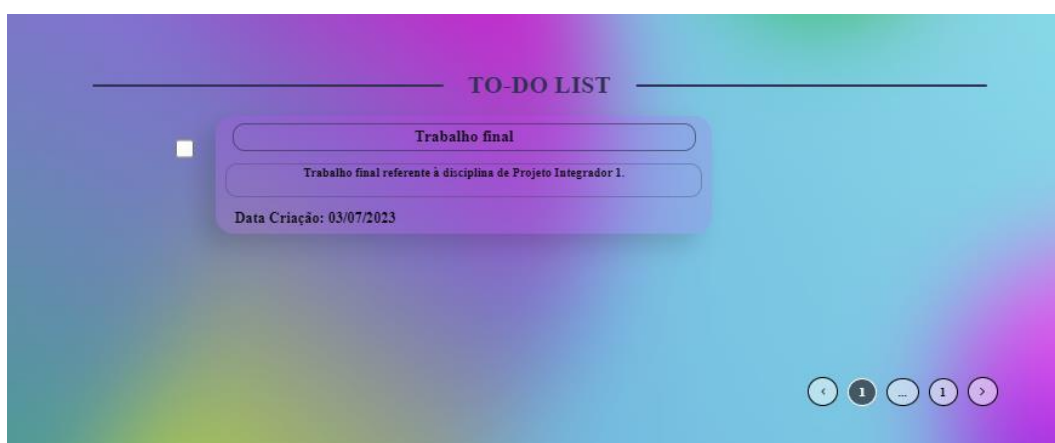 TO-DO LIST
Trabalho final
Trabalho final referente à disciplina de Projeto Integrador 1.
Data Criação: 03/07/2023
‹ 1 ... 1 ›